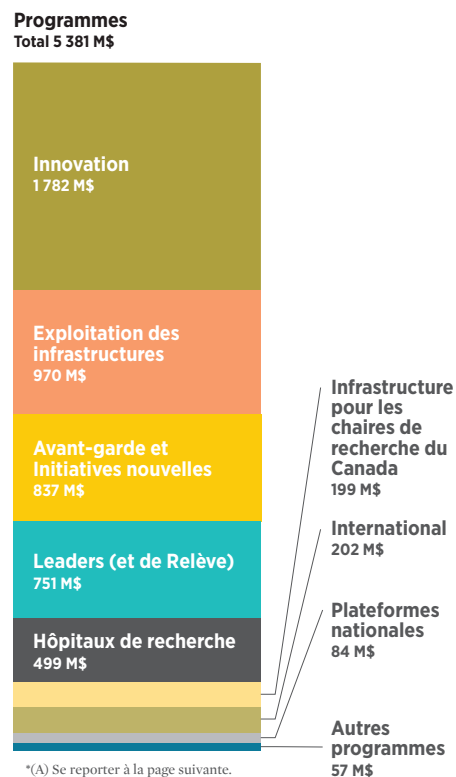 Programmes
Total 5 381 M$
Innovation
1 782 M$
Exploitation des
infrastructures
970 M$
Avant-garde et
Initiatives nouvelles
837 M$
Leaders (et de Relève)
751 M$
Hôpitaux de recherche
499 M$
Infrastructure
pour les
chaires de
recherche du
Canada
199 M$
International
202 M$
Plateformes
nationales
84 M$
Autres
programmes
57 M$
*(A) Se reporter à la page suivante.